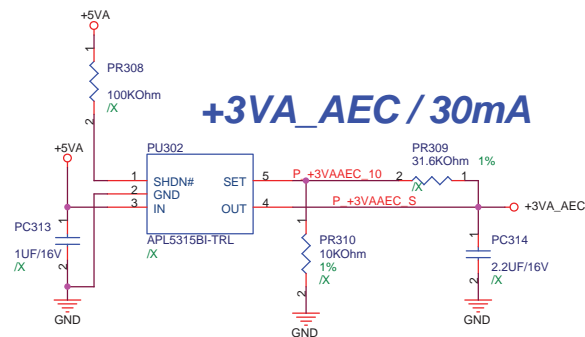 +5VA
1
PR308
100KOhm
/X
2
+3VA_AEC / 30mA
+5VA
PU302
1
SHDN#
2
GND
3
IN
SET
5
P_+3VAAEC_10
OUT
4
P_+3VAAEC_S
APL5315BI-TRL
/X
PR309
31.6KOhm 1%
2
1
/X
+3VA_AEC
1
PC313
1UF/16V
/X
2
GND
1
PR310
10KOhm
1%
/X
2
GND
1
PC314
2.2UF/16V
/X
2
GND